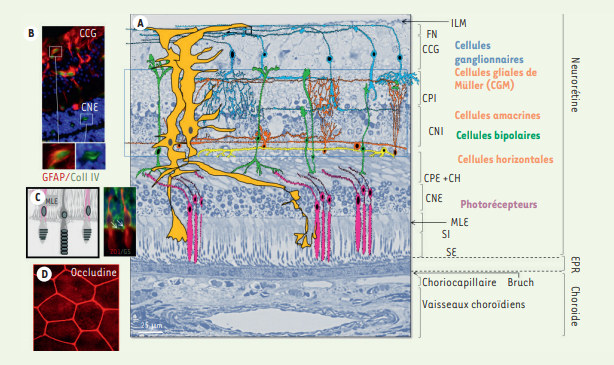 A
ILM
B
CCG
FN
CCG
Cellules
ganglionnaires
Cellules gliales de
Müller (CGM)
CPI
CNE
Cellules amacrines
CNI
Cellules bipolaires
Cellules horizontales
GFAP/Coll IV
CPE +CH
C
MLE
CNE
Photorécepteurs
MLE
SI
SE
D
Occludine
Choriocapillaire Bruch
Vaisseaux choroïdiens
25 µm
Neurorétine
EPR
Choroïde